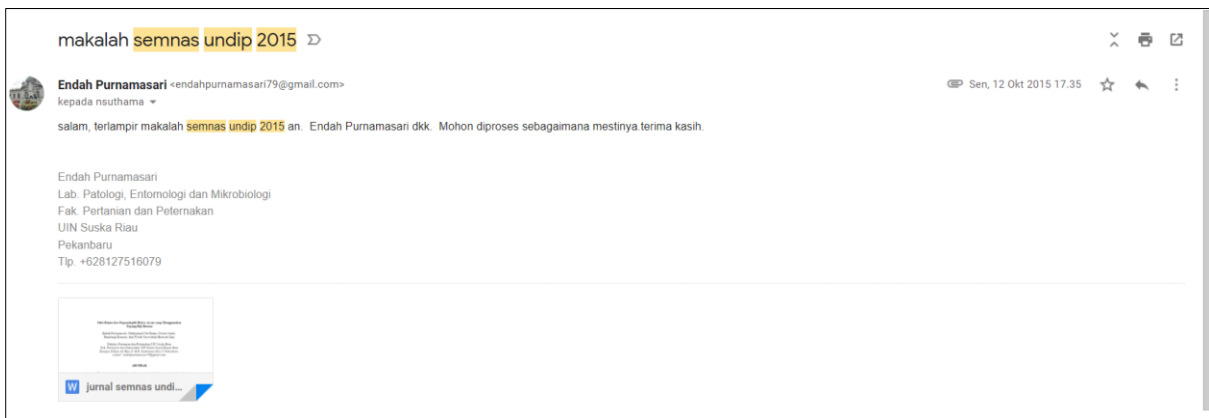 makalah semnas undip 2015
Endah Purnamasari <endahpurnamasari79@gmail.com>
Sen, 12 Okt 2015 17.35
kepada nsuthama
salam, terlampir makalah semnas undip 2015 an. Endah Purnamasari dkk. Mohon diproses sebagaimana mestinya.terima kasih.
Endah Purnamasari
Lab. Patologi, Entomologi dan Mikrobiologi
Fak. Pertanian dan Peternakan
UIN Suska Riau
Pekanbaru
Tlp. +628127516079
W jurnal semnas undi...